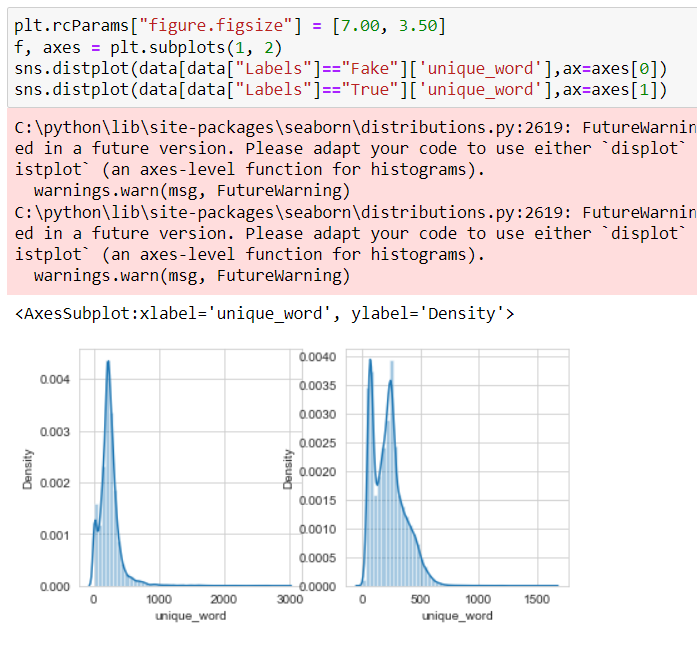 plt.rcParams["figure.figsize"] = [7.00, 3.50]
f, axes = plt.subplots(1, 2)
sns.distplot(data[data["Labels"]=="Fake"]['unique_word'],ax=axes[0])
sns.distplot(data[data["Labels"]=="True"]['unique_word'],ax=axes[1])
C:\python\lib\site-packages\seaborn\distributions.py:2619: FutureWarnin
ed in a future version. Please adapt your code to use either `displot`
istplot` (an axes-level function for histograms).
warnings.warn(msg, FutureWarning)
C:\python\lib\site-packages\seaborn\distributions.py:2619: FutureWarnin
ed in a future version. Please adapt your code to use either `displot`
istplot` (an axes-level function for histograms).
warnings.warn(msg, FutureWarning)
<AxesSubplot:xlabel='unique_word', ylabel='Density'>
0.004
0.003
0.002
0.001
0.000
Density
0
1000
2000
3000
unique_word
0.0040
0.0035
0.0030
0.0025
0.0020
0.0015
0.0010
0.0005
0.0000
Density
0
500
1000
1500
unique_word